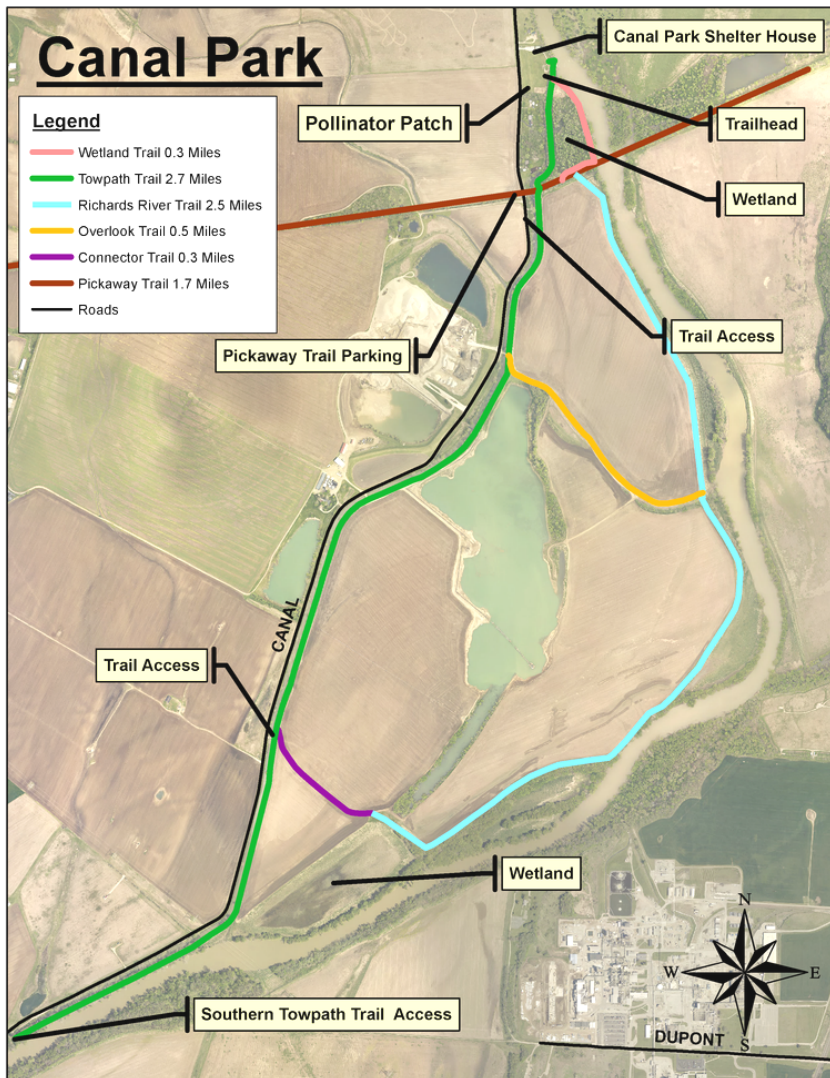 Canal Park
Canal Park Shelter House
Legend
Wetland Trail 0.3 Miles
Towpath Trail 2.7 Miles
Richards River Trail 2.5 Miles
Overlook Trail 0.5 Miles
Connector Trail 0.3 Miles
Pickaway Trail 1.7 Miles
Roads
Pollinator Patch
Trailhead
Wetland
Trail Access
Pickaway Trail Parking
CANAL
Trail Access
Wetland
N
W
E
S
Southern Towpath Trail Access
DUPONT